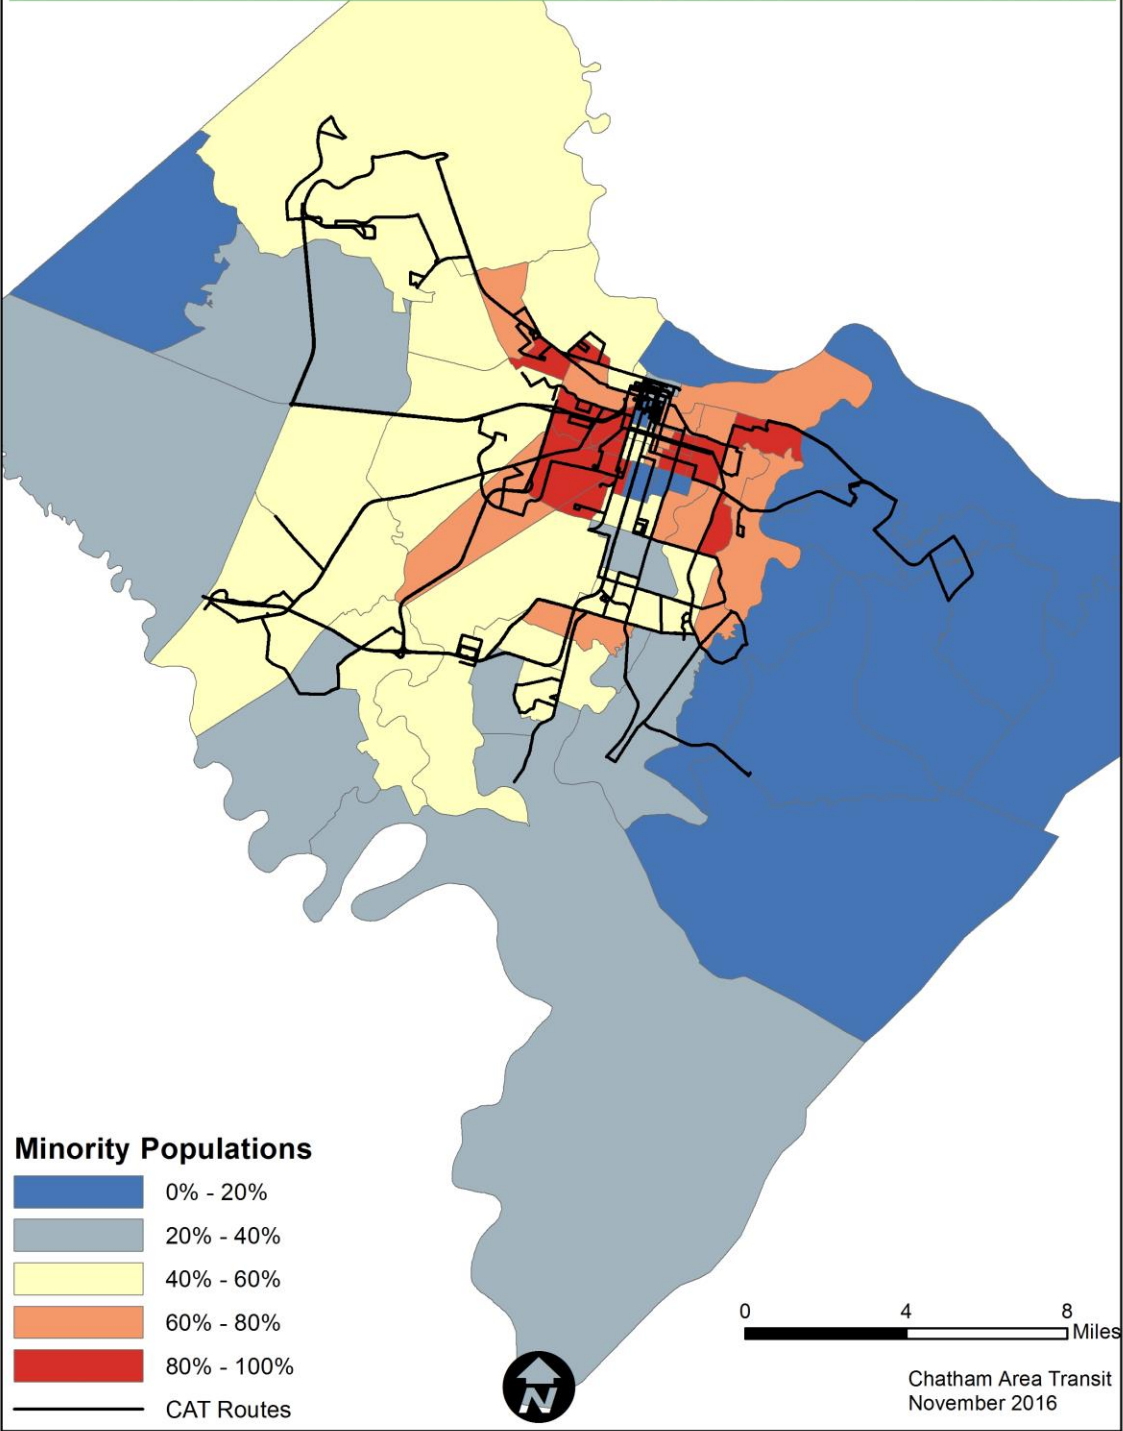 Minority Populations
0% - 20%
20% - 40%
40% - 60%
60% - 80%
80% - 100%
CAT Routes
N
0 4 8
Miles
Chatham Area Transit
November 2016